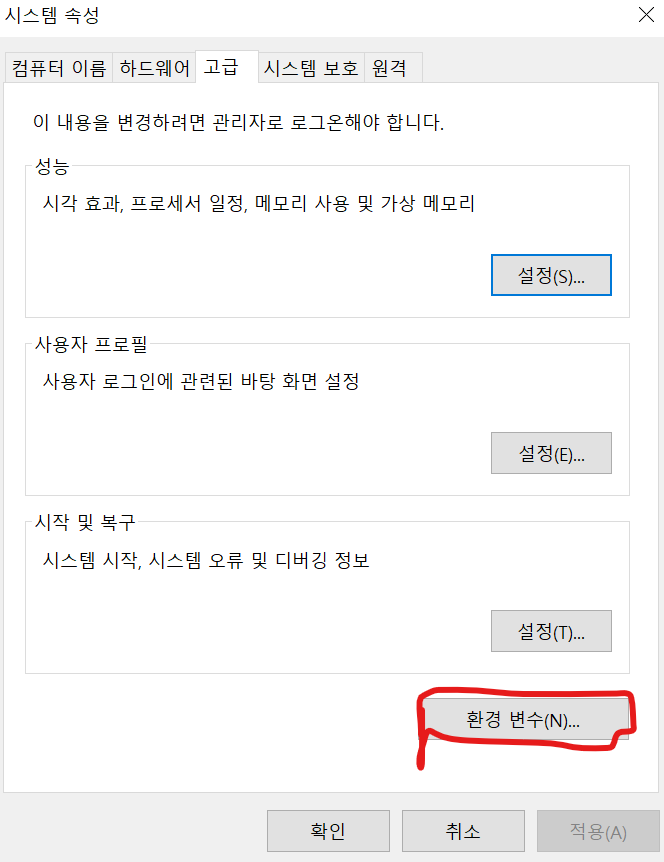 시스템 속성
컴퓨터 이름 하드웨어 고급 시스템 보호 원격
이 내용을 변경하려면 관리자로 로그온해야 합니다.
성능
시각 효과, 프로세서 일정, 메모리 사용 및 가상 메모리
설정(S)...
사용자 프로필
사용자 로그인에 관련된 바탕 화면 설정
설정(E)...
시작 및 복구
시스템 시작, 시스템 오류 및 디버깅 정보
설정(T)...
환경 변수(N)...
확인 취소 적용(A)